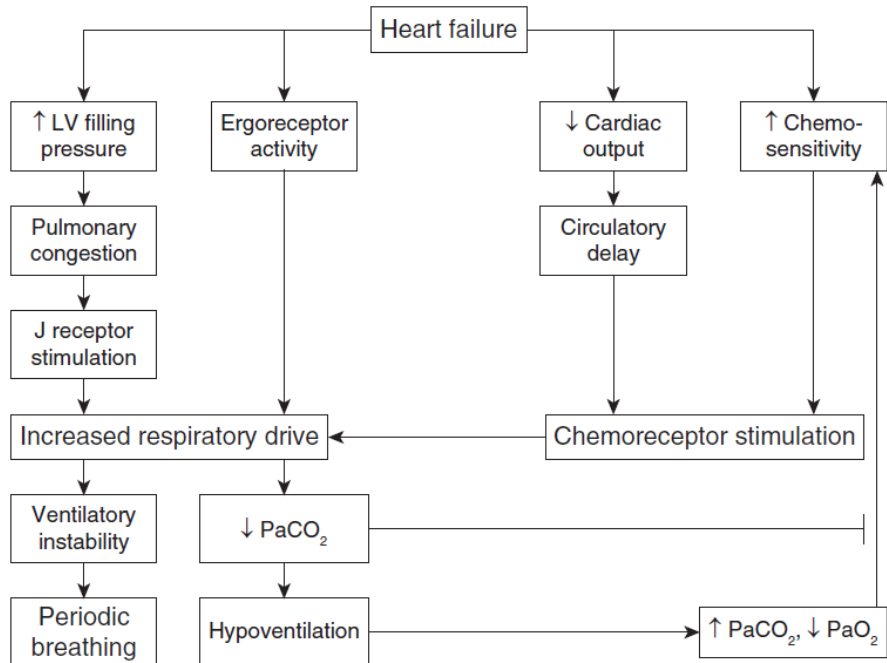 Heart failure
↑ LV filling
pressure
Ergoreceptor
activity
↓ Cardiac
output
↑ Chemo-
sensitivity
Pulmonary
congestion
Circulatory
delay
J receptor
stimulation
Increased respiratory drive
Chemoreceptor stimulation
Ventilatory
instability
↓ PaCO₂
Periodic
breathing
Hypoventilation
↑ PaCO₂, ↓ PaO₂